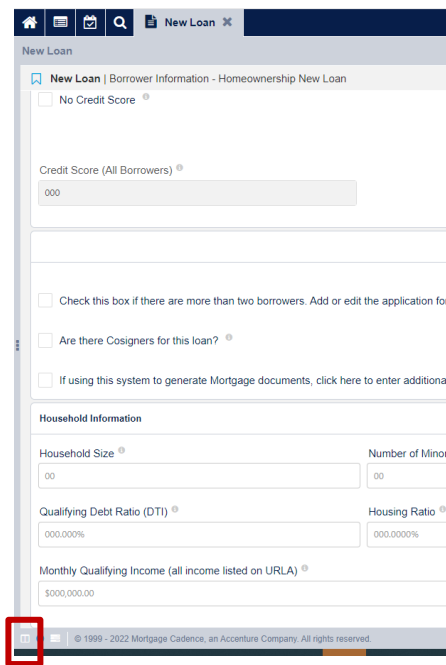 New Loan
New Loan
New Loan | Borrower Information - Homeownership New Loan
No Credit Score
Credit Score (All Borrowers)
000
Check this box if there are more than two borrowers. Add or edit the application fo
Are there Cosigners for this loan?
If using this system to generate Mortgage documents, click here to enter additiona
Household Information
Household Size Number of Minor
00 00
Qualifying Debt Ratio (DTI) Housing Ratio
000.000% 000.0000%
Monthly Qualifying Income (all income listed on URLA)
$000,000.00
© 1999 - 2022 Mortgage Cadence, an Accenture Company. All rights reserved.